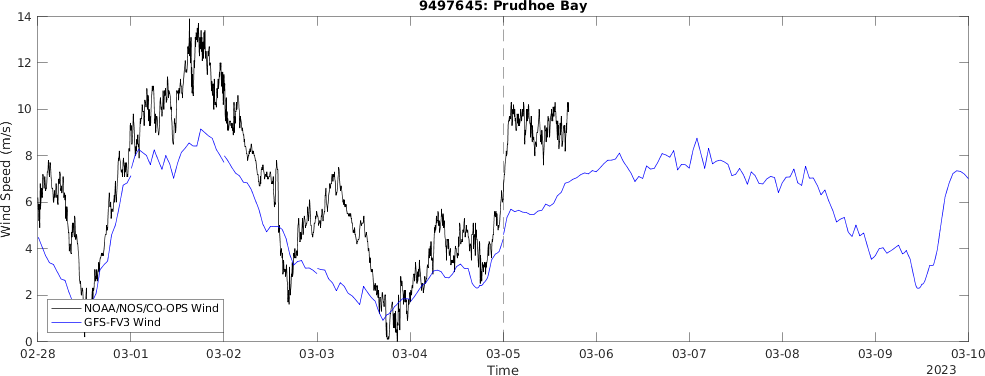 9497645: Prudhoe Bay
Wind Speed (m/s)
14
12
10
8
6
4
2
0
NOAA/NOS/CO-OPS Wind
GFS-FV3 Wind
02-28 03-01 03-02 03-03 03-04 03-05 03-06 03-07 03-08 03-09 03-10
Time
2023